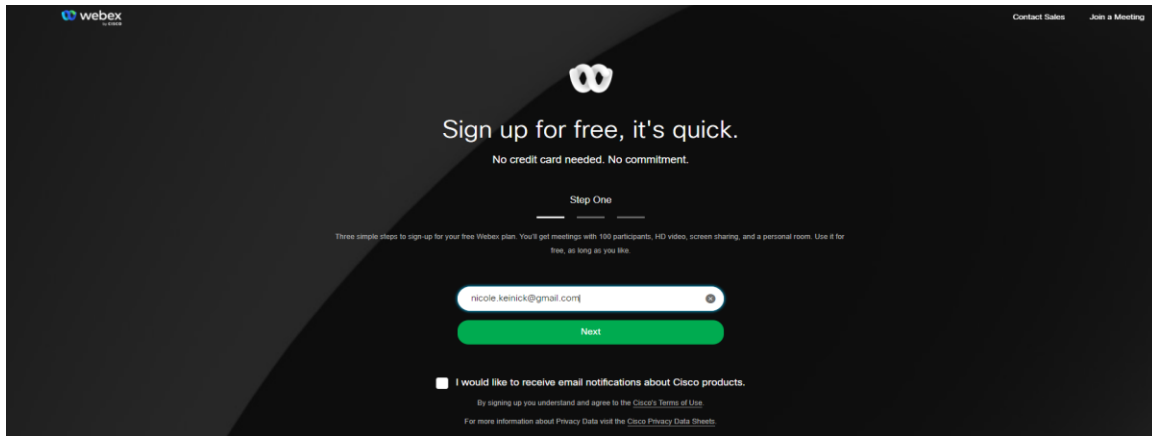 webex
by CISCO
Contact Sales
Join a Meeting
Sign up for free, it's quick.
No credit card needed. No commitment.
Step One
Three simple steps to sign-up for your free Webex plan. You'll get meetings with 100 participants, HD video, screen sharing, and a personal room. Use it for
free, as long as you like.
nicole.keinick@gmail.com
Next
I would like to receive email notifications about Cisco products.
By signing up you understand and agree to the Cisco's Terms of Use.
For more information about Privacy Data visit the Cisco Privacy Data Sheets.